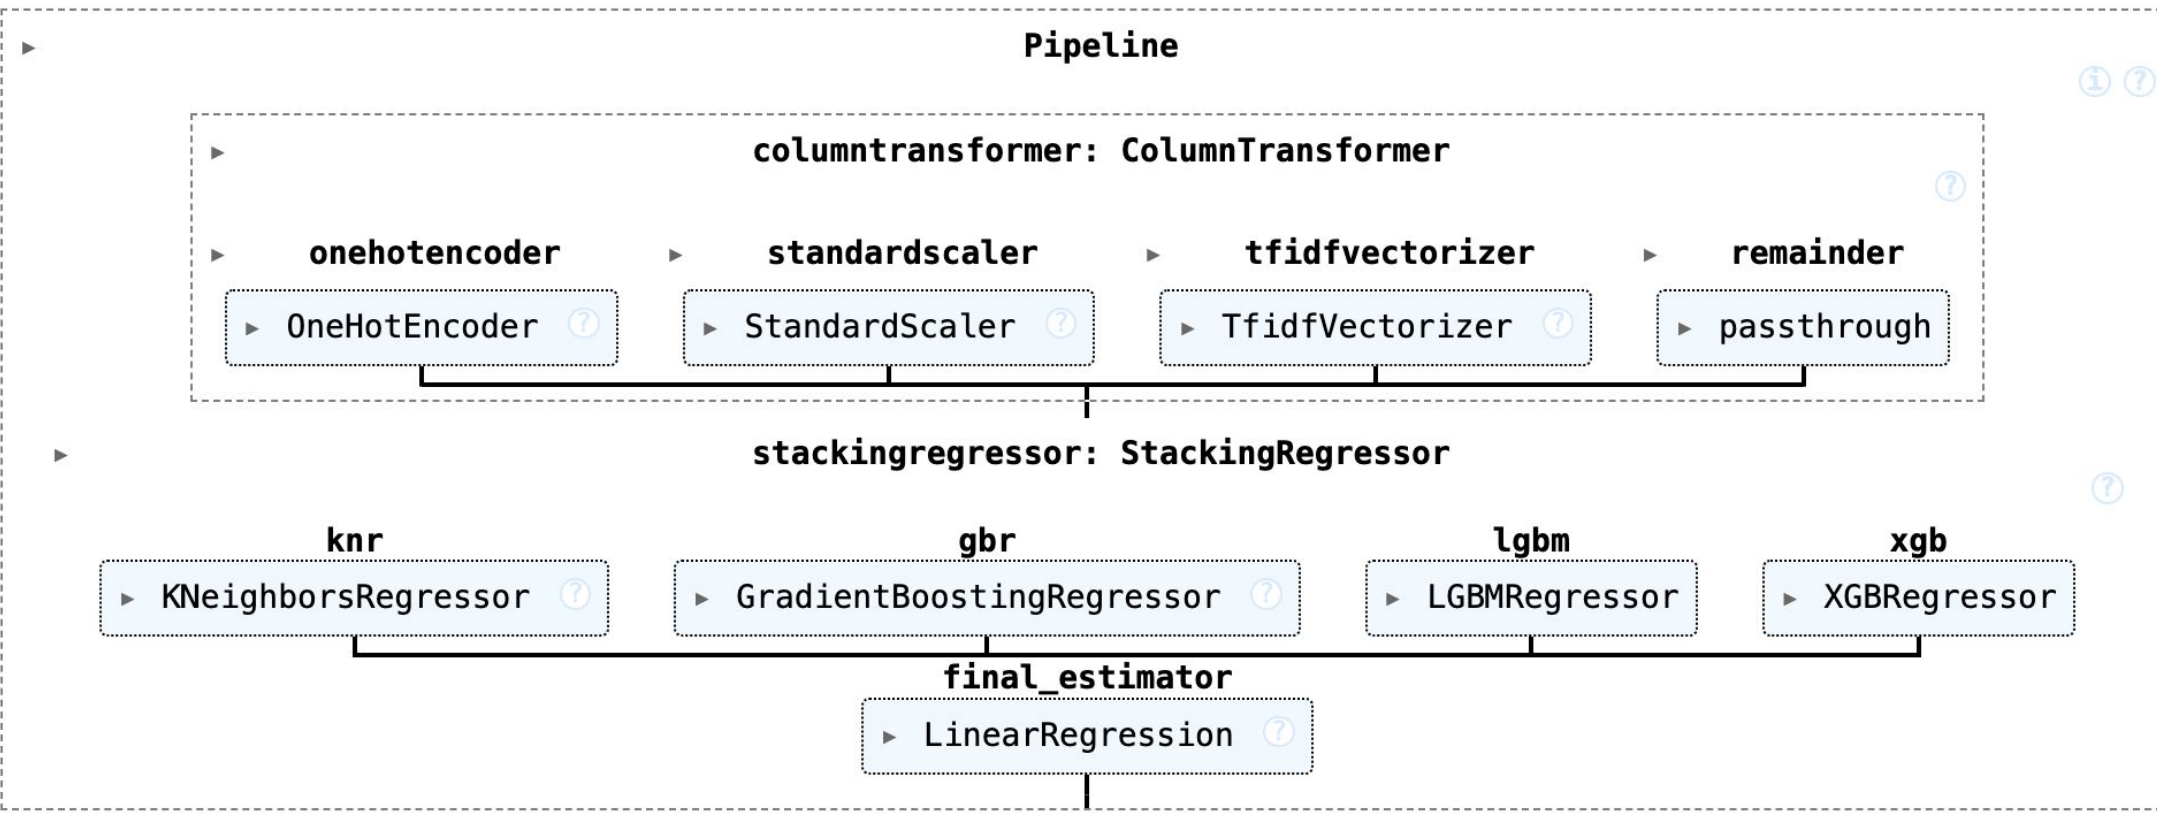 Pipeline
i ?
columntransformer: ColumnTransformer
?
onehotencoder standardscaler tfidfvectorizer remainder
OneHotEncoder ? StandardScaler ? TfidfVectorizer ? passthrough
stackingregressor: StackingRegressor
?
knr gbr lgbm xgb
KNeighborsRegressor ? GradientBoostingRegressor ? LGBMRegressor XGBRegressor
final_estimator
LinearRegression ?